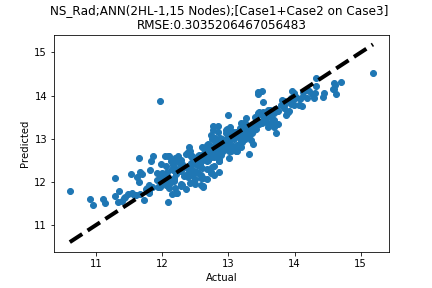 NS_Rad;ANN(2HL-1,15 Nodes);[Case1+Case2 on Case3]
RMSE:0.3035206467056483
15
14
13
12
11
Predicted
11
12
13
14
15
Actual